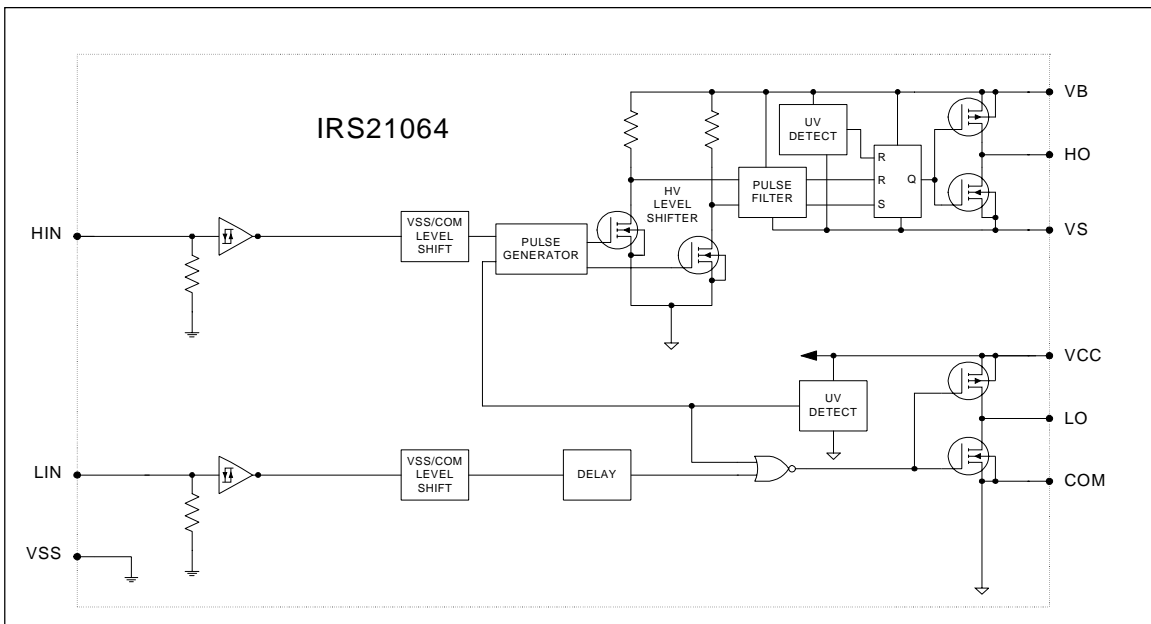 IRS21064
VB
UV
DETECT
HO
R
R
Q
S
PULSE
FILTER
HV
LEVEL
SHIFTER
VS
HIN
VSS/COM
LEVEL
SHIFT
PULSE
GENERATOR
VCC
UV
DETECT
LO
LIN
VSS/COM
LEVEL
SHIFT
DELAY
COM
VSS